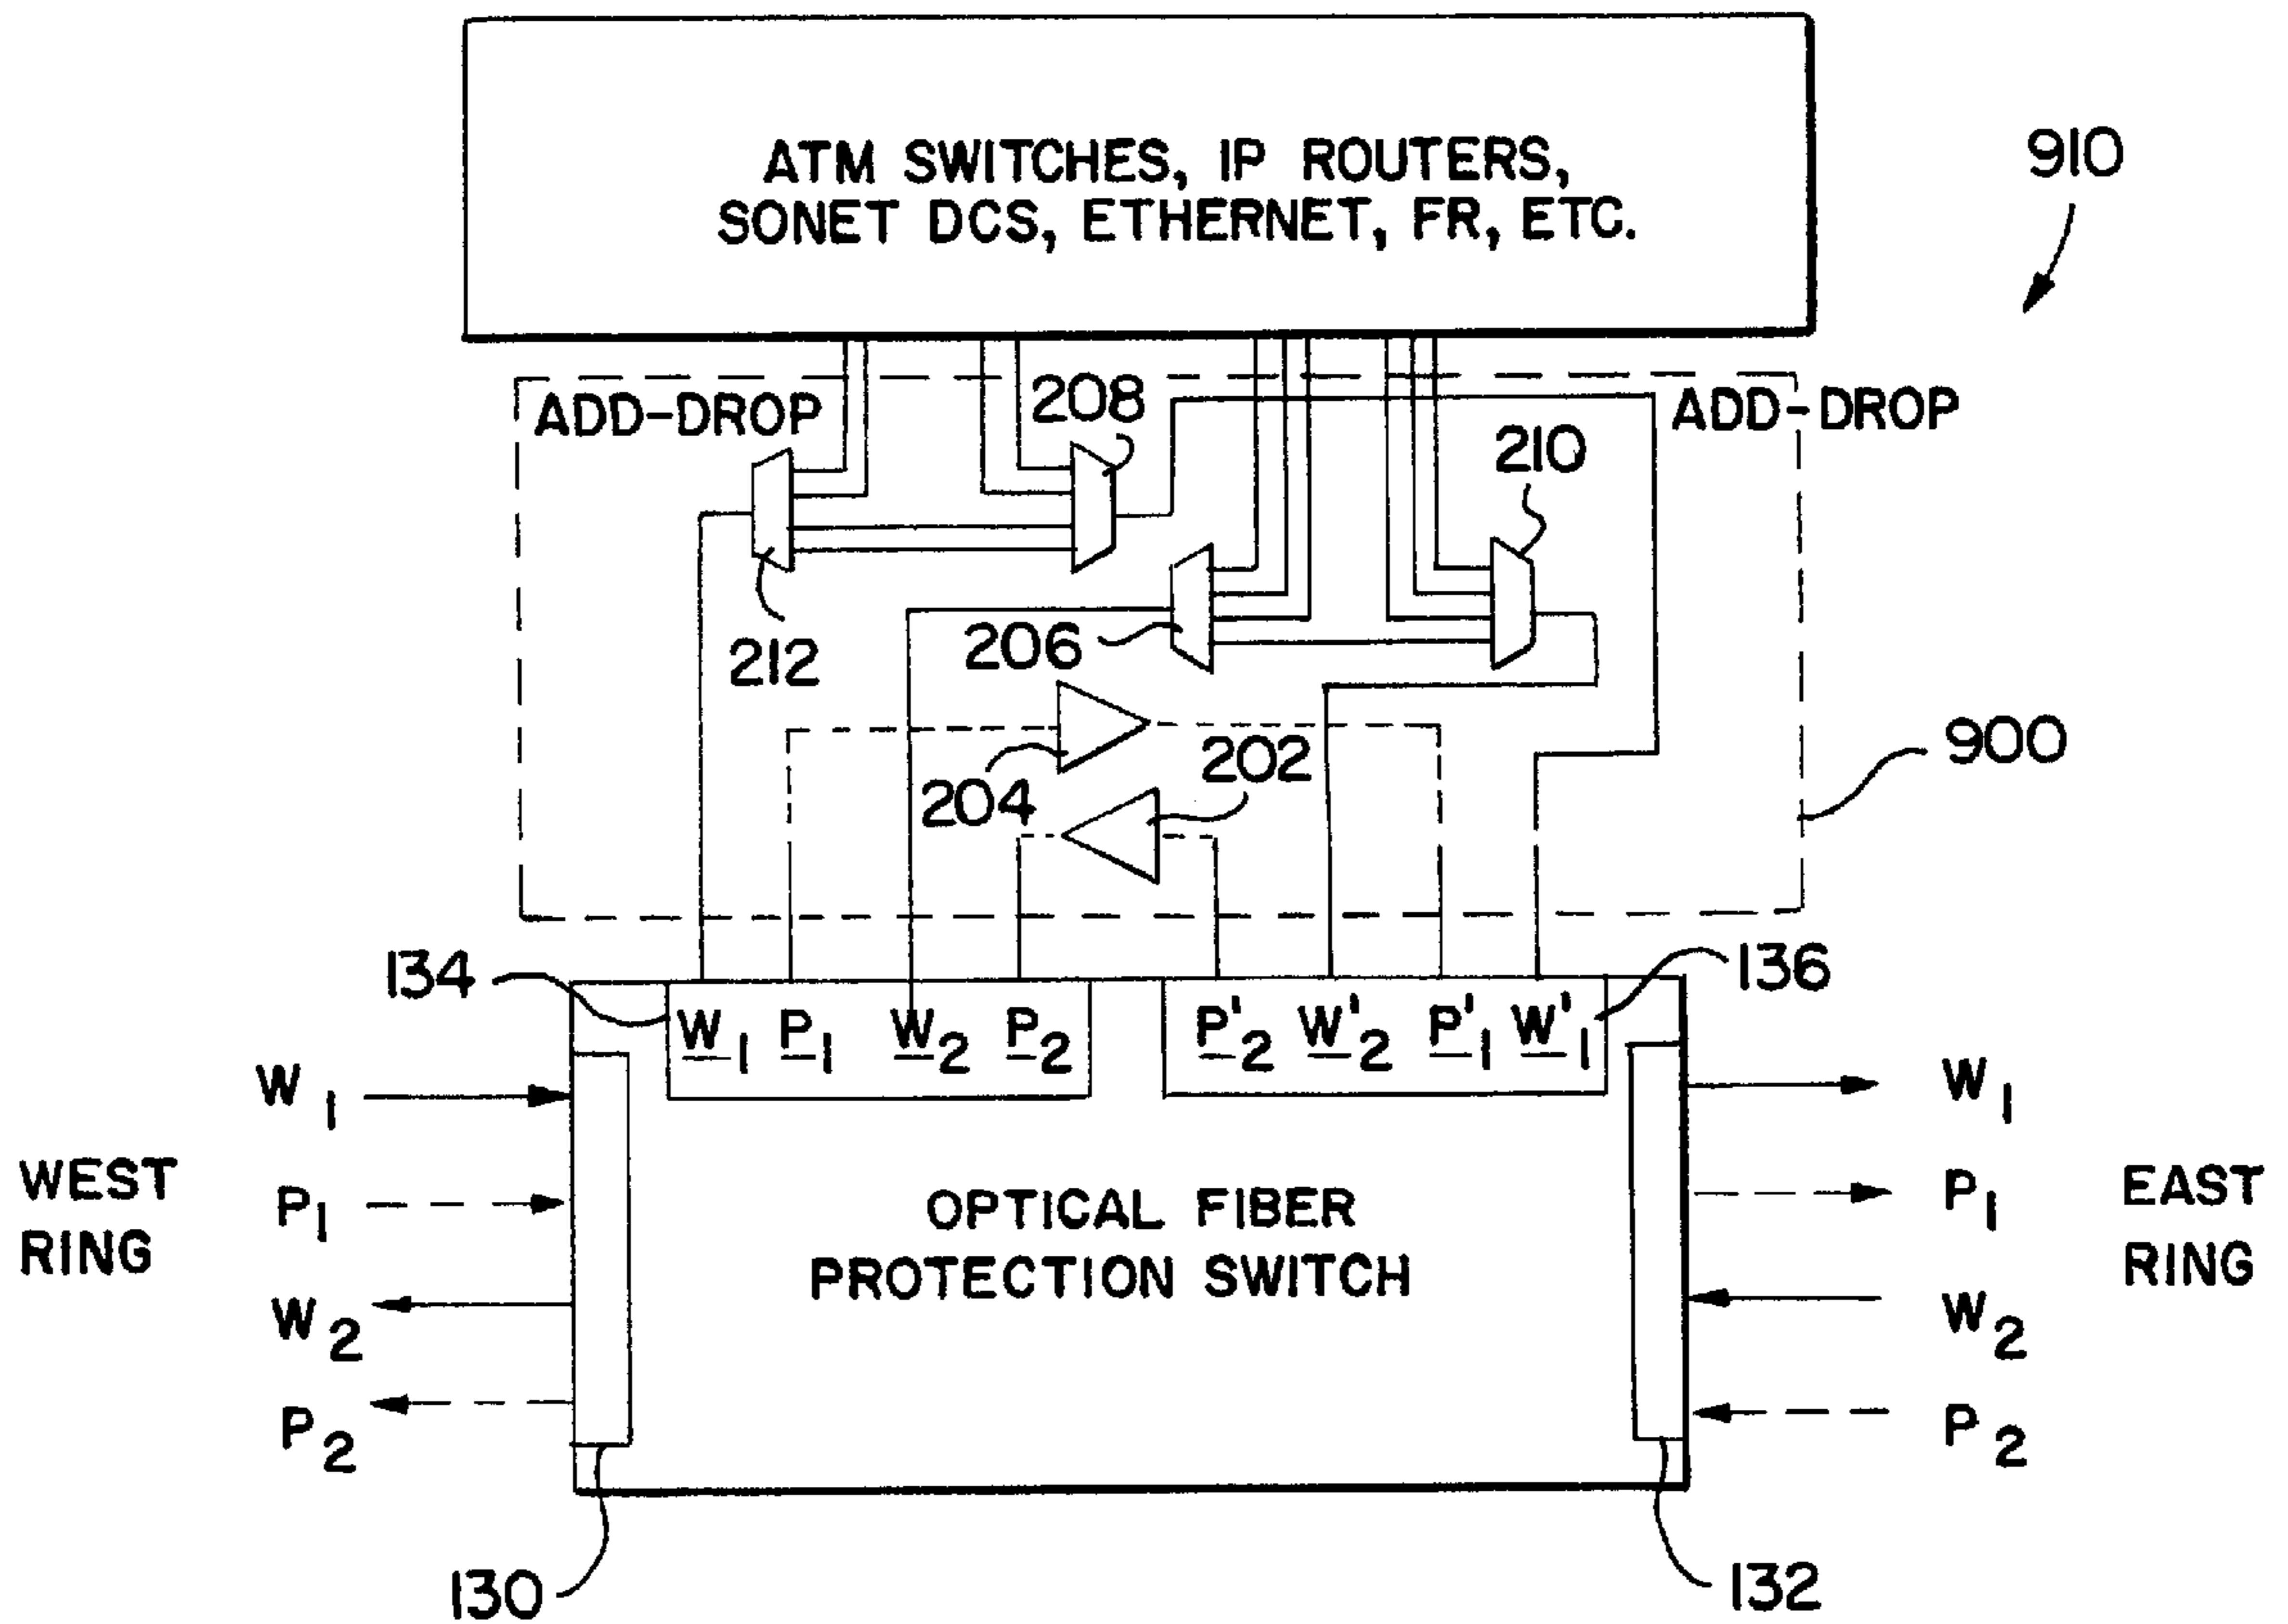 ATM SWITCHES, IP ROUTERS,
SONET DCS, ETHERNET, FR, ETC.
910
ADD-DROP
208
ADD-DROP
210
212
206
204
202
900
134
136
W1 P1 W2 P2
P'2 W'2 P'1 W'1
W1
P1
W2
P2
WEST
RING
OPTICAL FIBER
PROTECTION SWITCH
W1
P1
W2
P2
EAST
RING
130
132